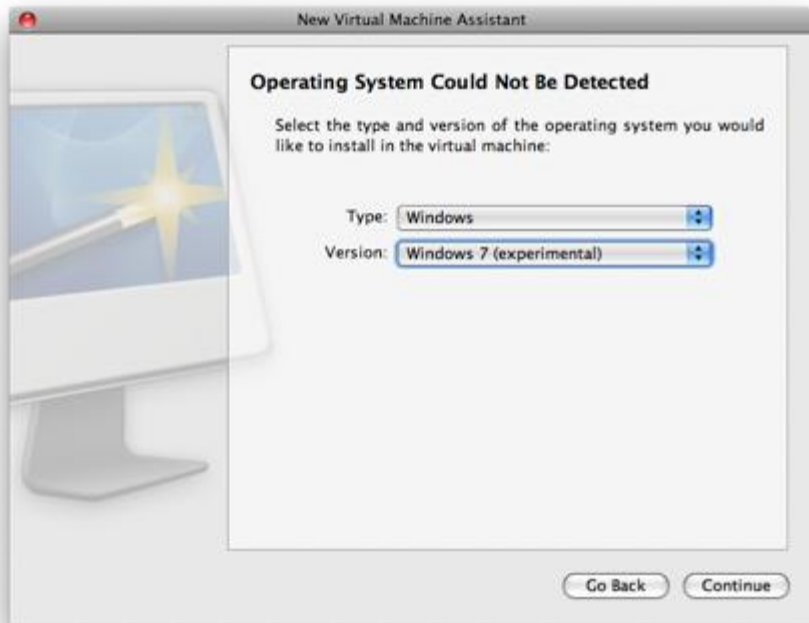 New Virtual Machine Assistant
Operating System Could Not Be Detected
Select the type and version of the operating system you would
like to install in the virtual machine:
Type: Windows
Version: Windows 7 (experimental)
Go Back Continue